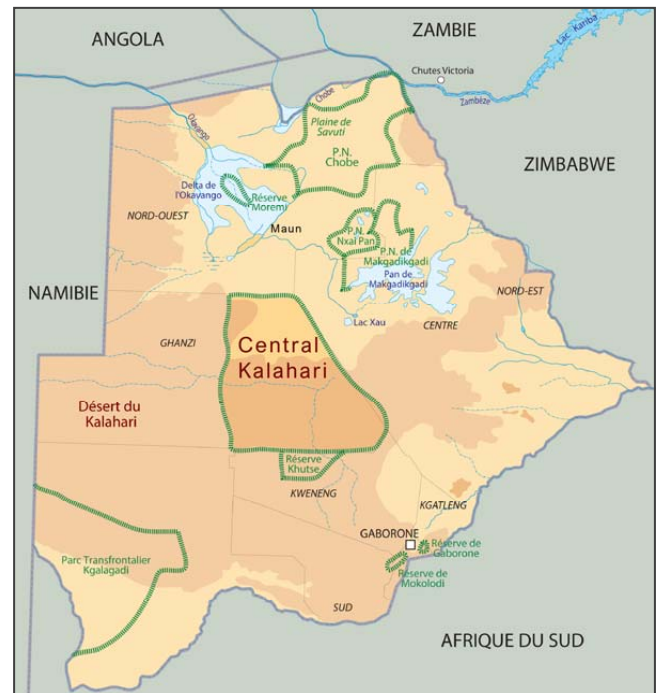 ANGOLA
ZAMBIE
Lac Kariba
Chutes Victoria
Zambèze
Chobe
Okavango
Plaine de
Savuti
P.N.
Chobe
ZIMBABWE
Delta de
l'Okavango
Réserve
Moremi
NORD-OUEST
Maun
P.N.
Nxai Pan
P.N. de
Makgadikgadi
Pan de
Makgadikgadi
NORD-EST
NAMIBIE
Lac Xau
CENTRE
GHANZI
Central
Kalahari
Désert du
Kalahari
Réserve
Khutse
KWENENG
KGATLENG
GABORONE
Réserve de
Gaborone
Parc Transfrontalier
Kgalagadi
Réserve de
Mokolodi
SUD
AFRIQUE DU SUD